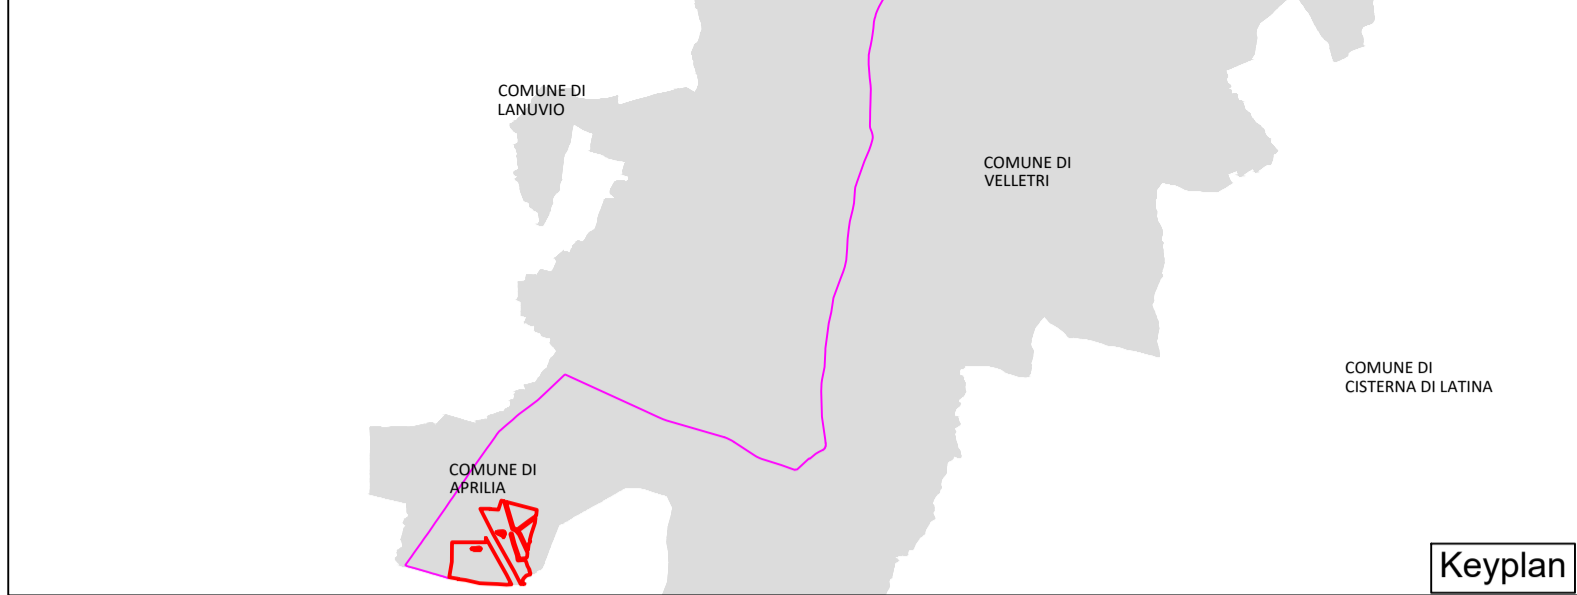 COMUNE DI
LANUVIO
COMUNE DI
VELLETRI
COMUNE DI
CISTERNA DI LATINA
COMUNE DI
APRILIA
Keyplan